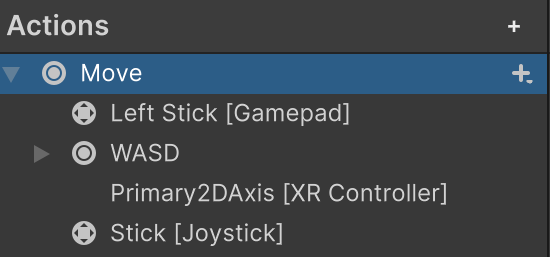 Actions +
Move +
Left Stick [Gamepad]
WASD
Primary2DAxis [XR Controller]
Stick [Joystick]